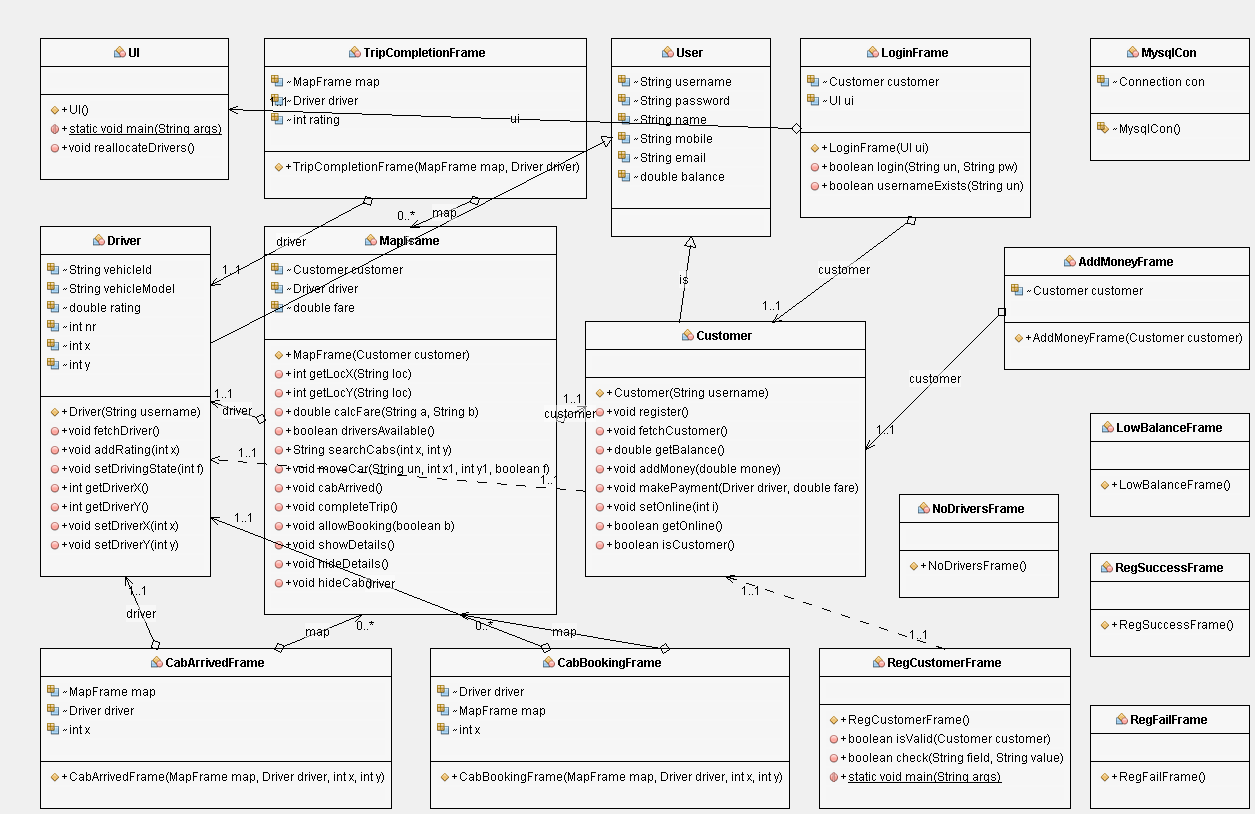 UI
+UI()
+static void main(String args)
+void reallocateDrivers()
TripCompletionFrame
~MapFrame map
~Driver driver
~int rating
+TripCompletionFrame(MapFrame map, Driver driver)
User
~String username
~String password
~String name
~String mobile
~String email
~double balance
LoginFrame
~Customer customer
~UI ui
+LoginFrame(UI ui)
+boolean login(String un, String pw)
+boolean usernameExists(String un)
MysqlCon
~Connection con
~MysqlCon()
1..1
ui
0..*
map
driver
1..1
is
customer
1..1
Driver
~String vehicleId
~String vehicleModel
~double rating
~int nr
~int x
~int y
+Driver(String username)
+void fetchDriver()
+void addRating(int x)
+void setDrivingState(int f)
+int getDriverX()
+int getDriverY()
+void setDriverX(int x)
+void setDriverY(int y)
MapFrame
~Customer customer
~Driver driver
~double fare
+MapFrame(Customer customer)
+int getLocX(String loc)
+int getLocY(String loc)
+double calcFare(String a, String b)
+boolean driversAvailable()
+String searchCabs(int x, int y)
+void moveCar(String un, int x1, int y1, boolean f)
+void cabArrived()
+void completeTrip()
+void allowBooking(boolean b)
+void showDetails()
+void hideDetails()
+void hideCab
Customer
+Customer(String username)
+void register()
+void fetchCustomer()
+double getBalance()
+void addMoney(double money)
+void makePayment(Driver driver, double fare)
+void setOnline(int i)
+boolean getOnline()
+boolean isCustomer()
AddMoneyFrame
~Customer customer
+AddMoneyFrame(Customer customer)
customer
1..1
1..1
driver
1..1
customer
1..1
1..
1..1
driver
LowBalanceFrame
+LowBalanceFrame()
NoDriversFrame
+NoDriversFrame()
RegSuccessFrame
+RegSuccessFrame()
1..1
driver
map
0..*
0..*
map
1..1
1..1
CabArrivedFrame
~MapFrame map
~Driver driver
~int x
+CabArrivedFrame(MapFrame map, Driver driver, int x, int y)
CabBookingFrame
~Driver driver
~MapFrame map
~int x
+CabBookingFrame(MapFrame map, Driver driver, int x, int y)
RegCustomerFrame
+RegCustomerFrame()
+boolean isValid(Customer customer)
+boolean check(String field, String value)
+static void main(String args)
RegFailFrame
+RegFailFrame()